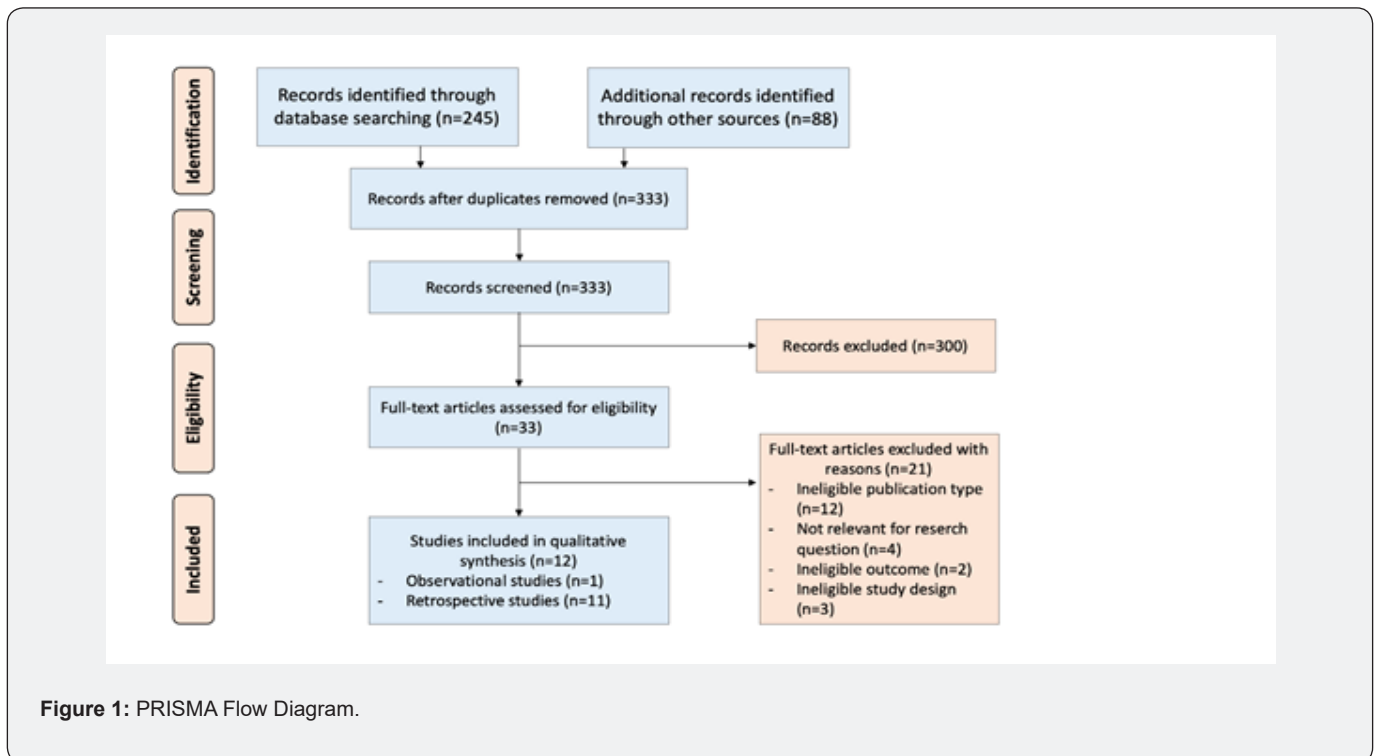 Identification
Records identified through
database searching (n=245)
Additional records identified
through other sources (n=88)
Records after duplicates removed (n=333)
Screening
Records screened (n=333)
Records excluded (n=300)
Eligibility
Full-text articles assessed for eligibility
(n=33)
Full-text articles excluded with
reasons (n=21)
- Ineligible publication type
(n=12)
- Not relevant for reserch
question (n=4)
- Ineligible outcome (n=2)
- Ineligible study design
(n=3)
Included
Studies included in qualitative
synthesis (n=12)
- Observational studies (n=1)
- Retrospective studies (n=11)
Figure 1: PRISMA Flow Diagram.